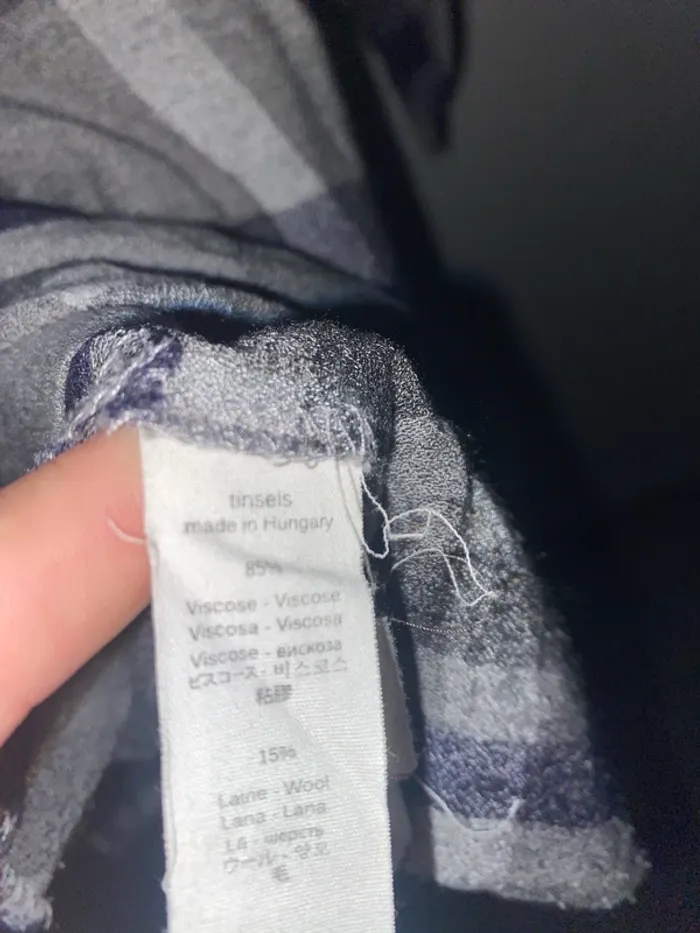 tinsels
made in Hungary
85%
Viscose - Viscose
Viscosa - Viscosa
Viscose - вискоза
ビスコース - 비스코스
粘膠
15%
Laine - Wool
Lana - Lana
Lã - шерсть
ウール - 양모
毛